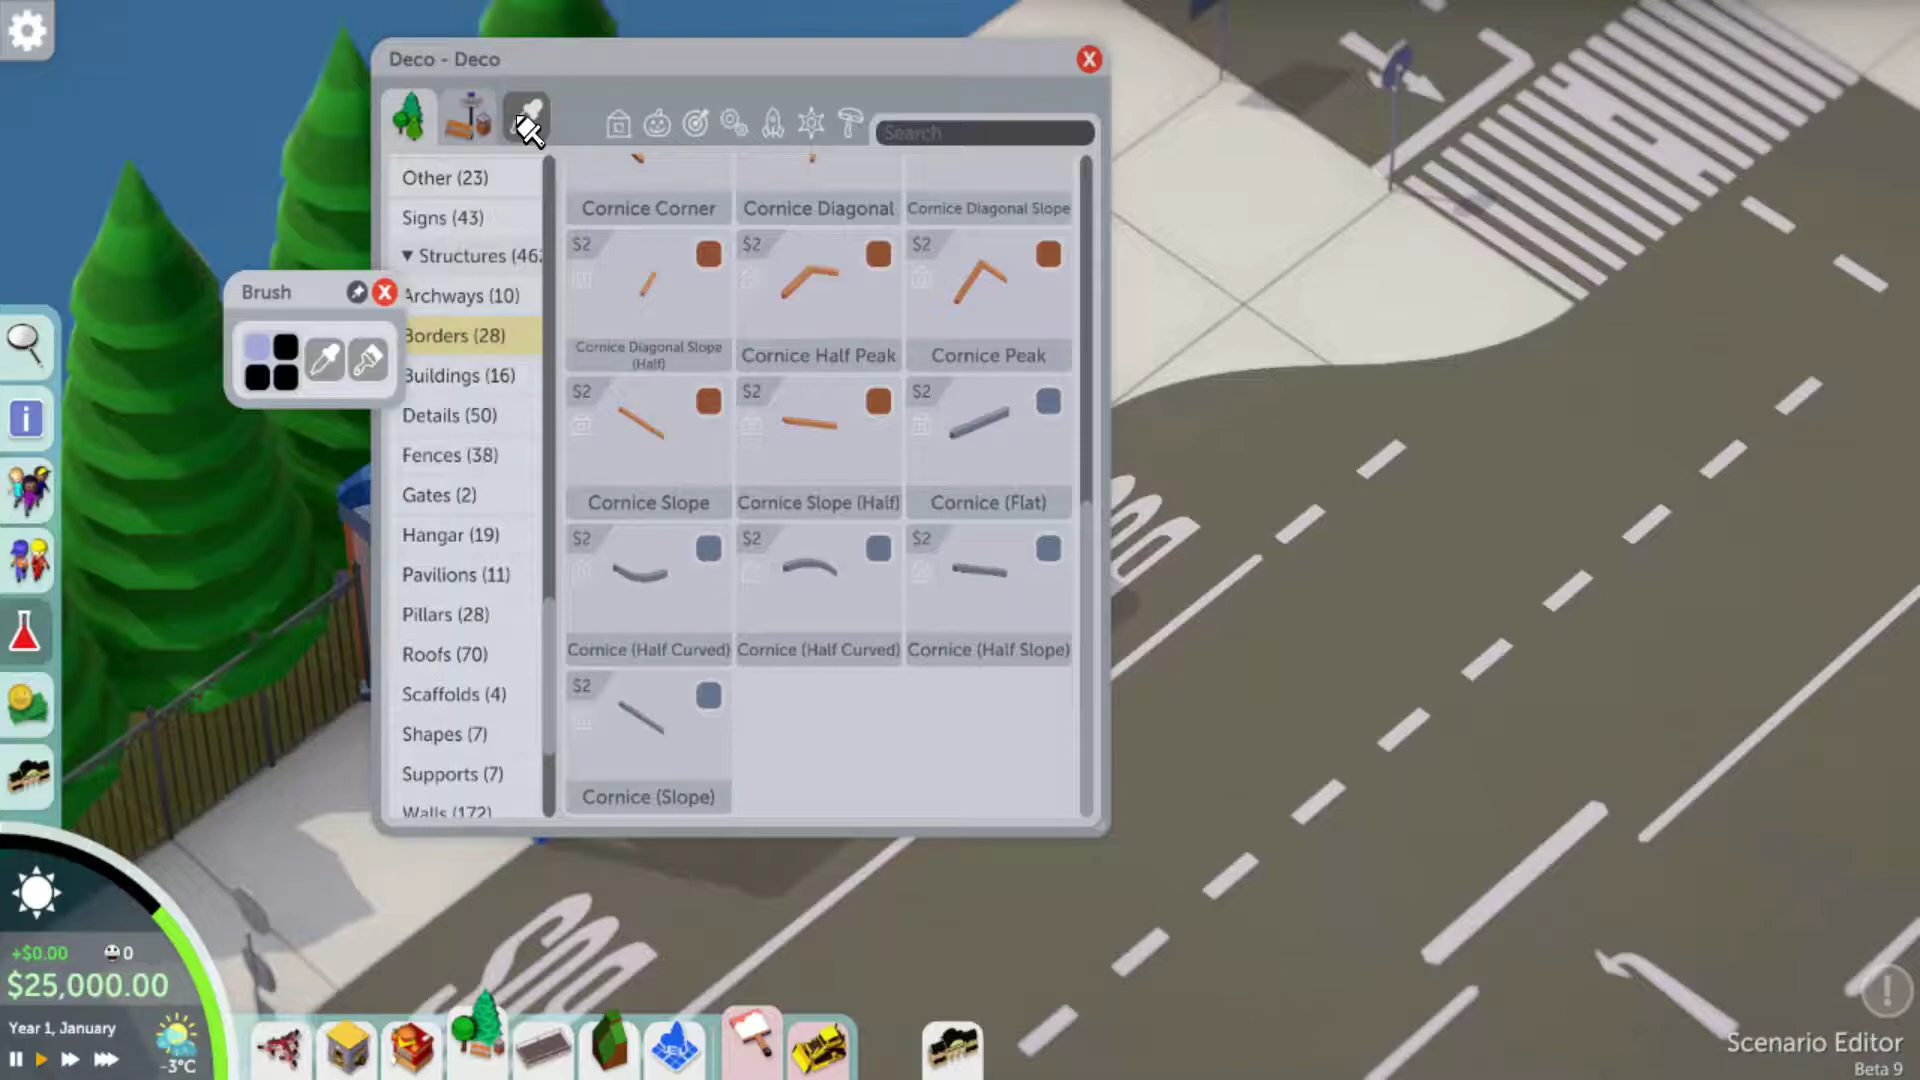 Deco - Deco
X
Search
Other (23)
Signs (43)
▼ Structures (462
Archways (10)
Borders (28)
Buildings (16)
Details (50)
Fences (38)
Gates (2)
Hangar (19)
Pavilions (11)
Pillars (28)
Roofs (70)
Scaffolds (4)
Shapes (7)
Supports (7)
Walls (172)
Cornice Corner
Cornice Diagonal
Cornice Diagonal Slope
$2
$2
$2
Cornice Diagonal Slope
(Half)
Cornice Half Peak
Cornice Peak
$2
$2
$2
Cornice Slope
Cornice Slope (Half)
Cornice (Flat)
$2
$2
$2
Cornice (Half Curved)
Cornice (Half Curved)
Cornice (Half Slope)
$2
Cornice (Slope)
Brush
X
i
+$0.00
0
$25,000.00
Year 1, January
-3°C
!
Scenario Editor
Beta 9